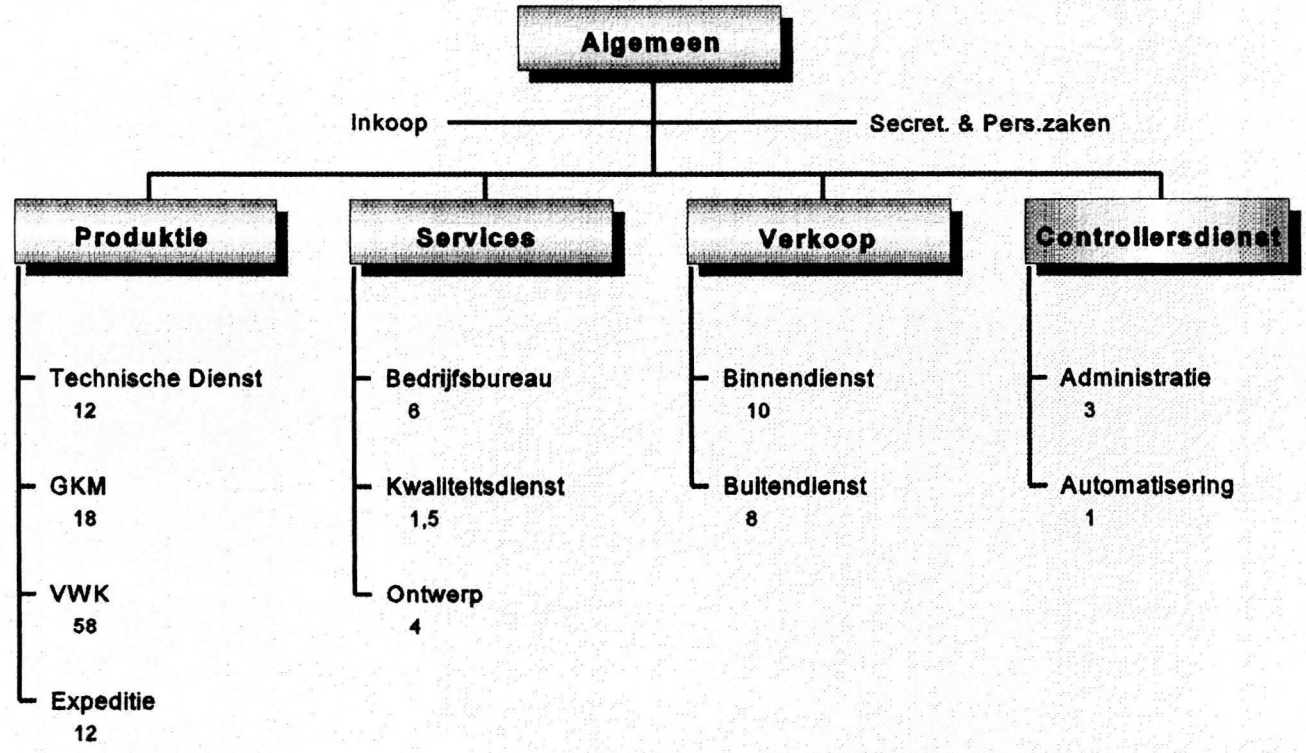 Algemeen
Inkoop
Secret. & Pers.zaken
Produktie
Services
Verkoop
Controllersdienst
Technische Dienst
12
GKM
18
VWK
58
Expeditie
12
Bedrijfsbureau
6
Kwaliteitsdienst
1,5
Ontwerp
4
Binnendienst
10
Buitendienst
8
Administratie
3
Automatisering
1